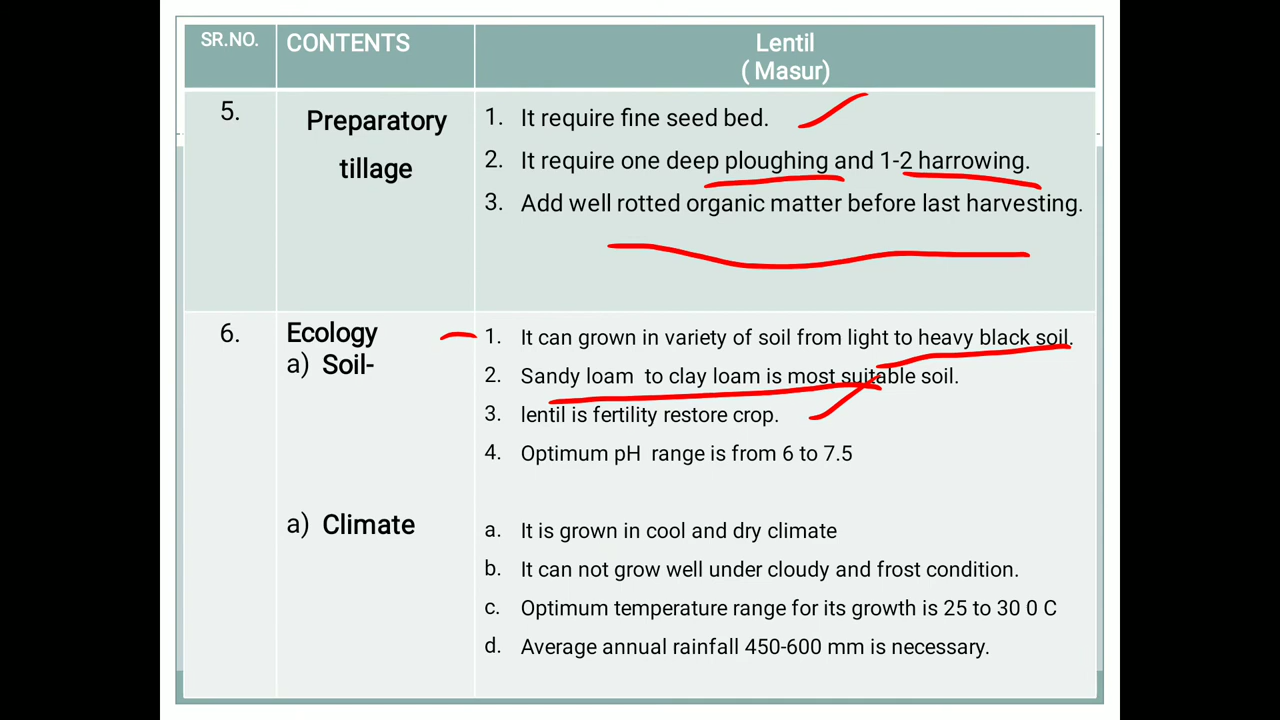 SR.NO. CONTENTS Lentil
( Masur)
5. Preparatory
tillage
1. It require fine seed bed.
2. It require one deep ploughing and 1-2 harrowing.
3. Add well rotted organic matter before last harvesting.
6. Ecology
a) Soil-
1. It can grown in variety of soil from light to heavy black soil.
2. Sandy loam to clay loam is most suitable soil.
3. lentil is fertility restore crop.
4. Optimum pH range is from 6 to 7.5
a) Climate
a. It is grown in cool and dry climate
b. It can not grow well under cloudy and frost condition.
c. Optimum temperature range for its growth is 25 to 30 0 C
d. Average annual rainfall 450-600 mm is necessary.